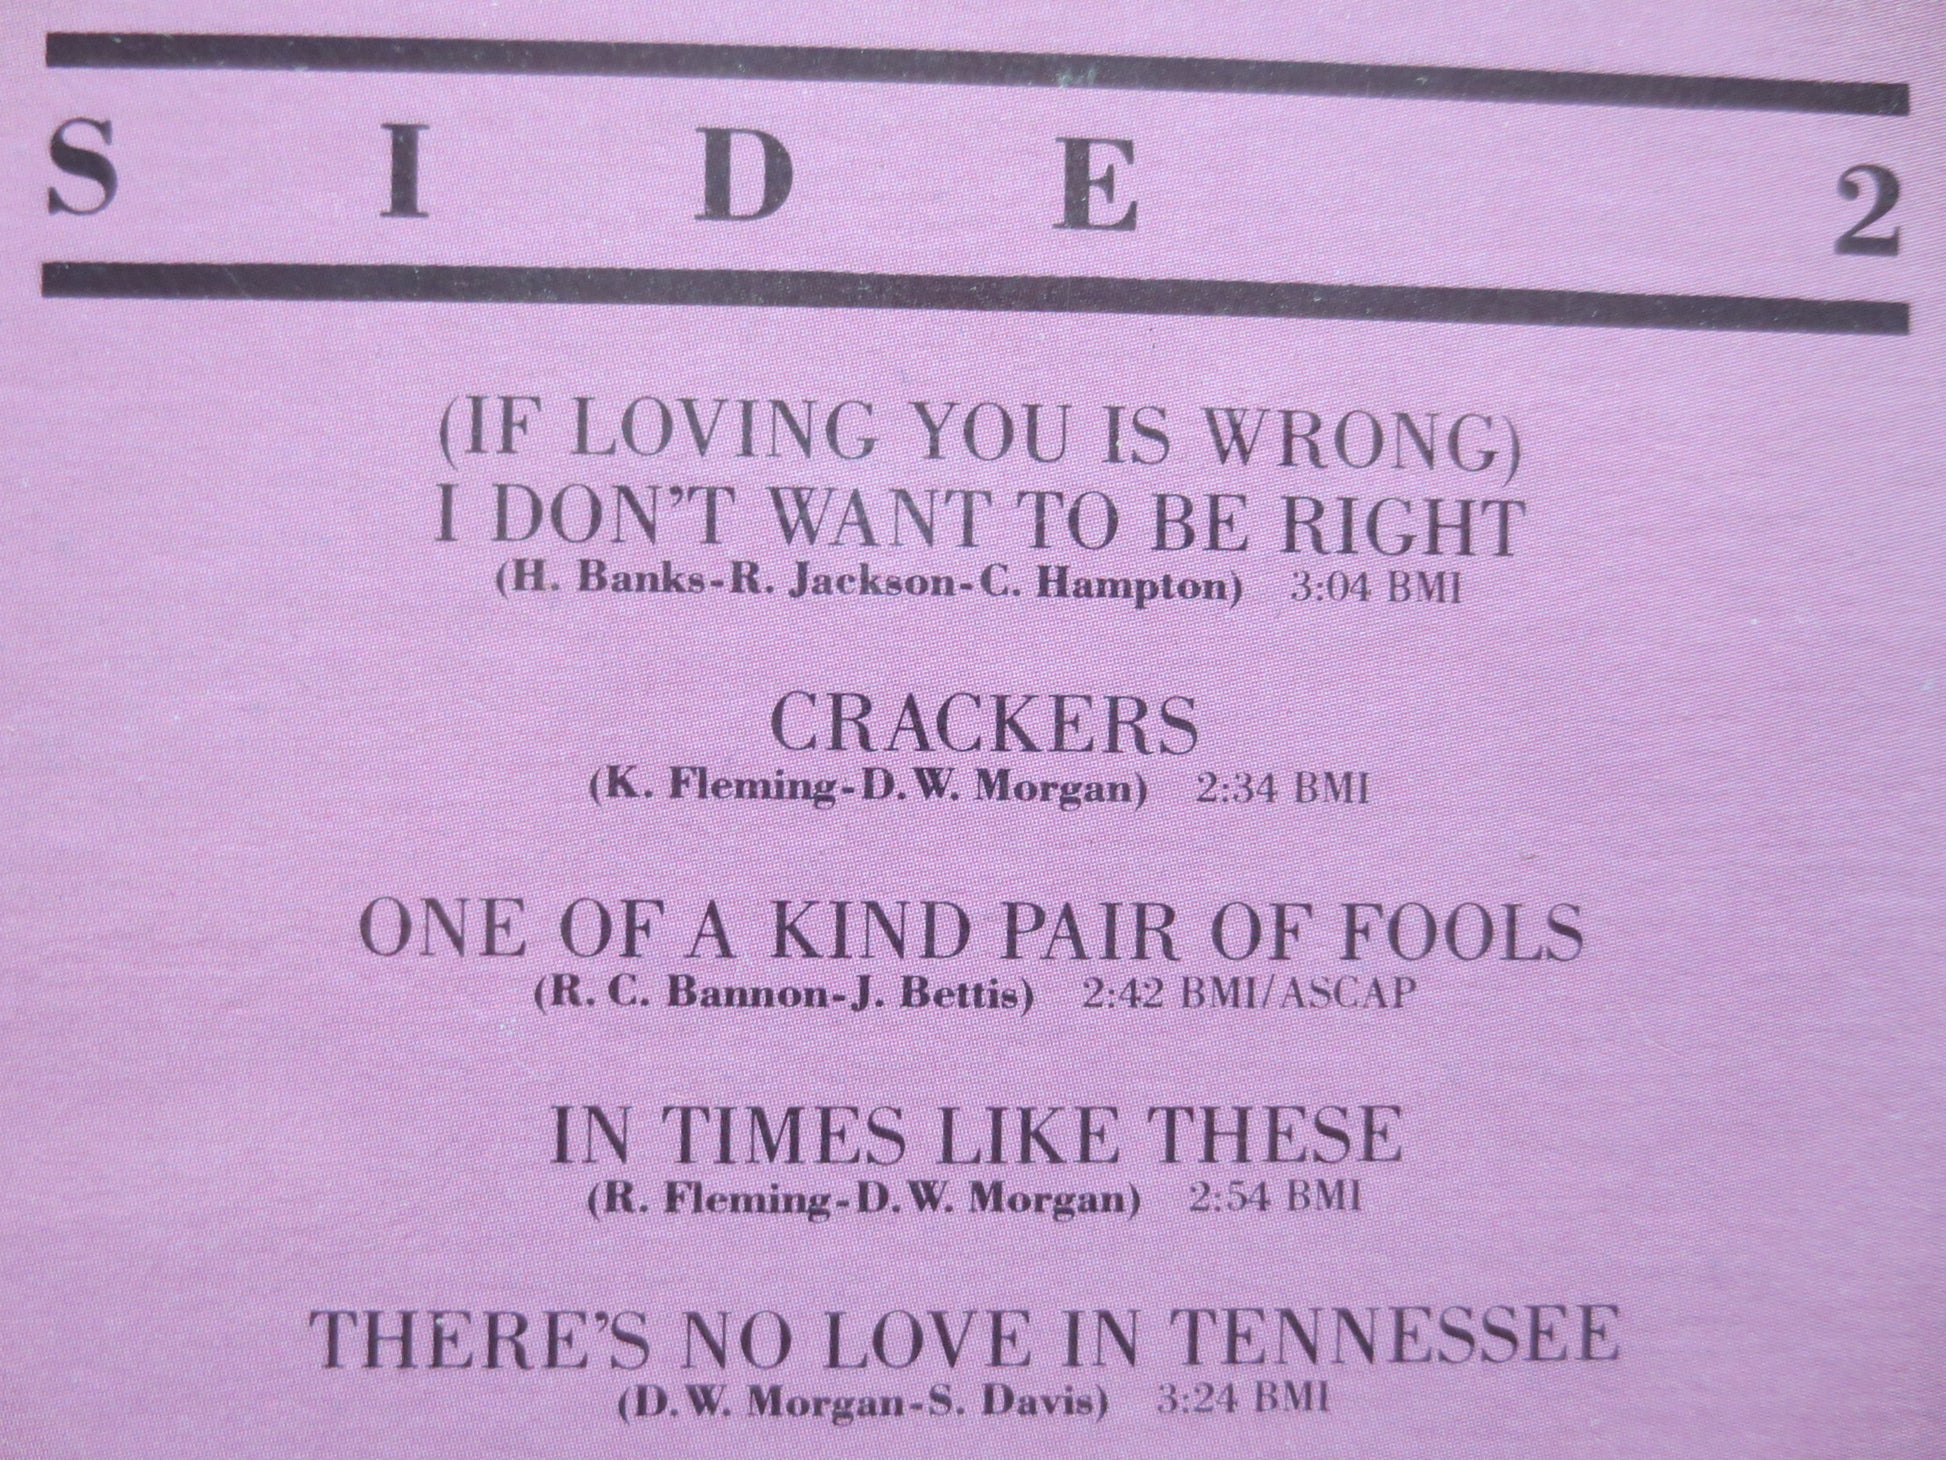 SIDE 2
(IF LOVING YOU IS WRONG)
I DON'T WANT TO BE RIGHT
(H. Banks-R. Jackson-C. Hampton) 3:04 BMI
CRACKERS
(K. Fleming-D.W. Morgan) 2:34 BMI
ONE OF A KIND PAIR OF FOOLS
(R. C. Bannon-J. Bettis) 2:42 BMI/ASCAP
IN TIMES LIKE THESE
(R. Fleming-D.W. Morgan) 2:54 BMI
THERE'S NO LOVE IN TENNESSEE
(D.W. Morgan-S. Davis) 3:24 BMI